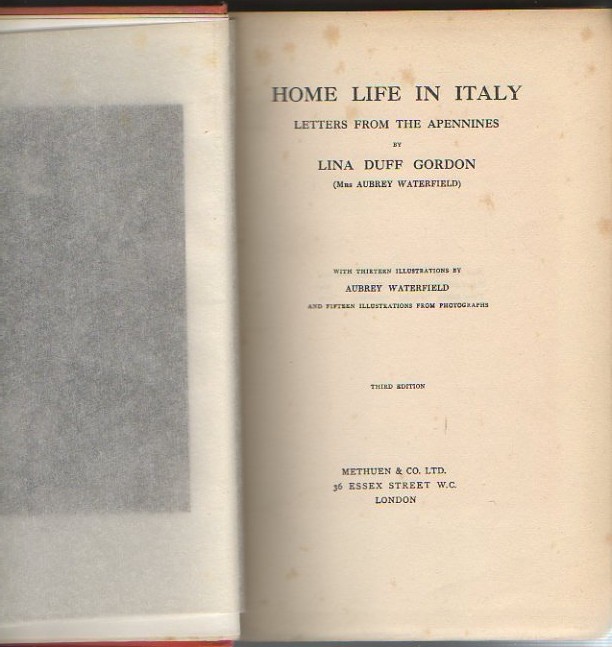 HOME LIFE IN ITALY
LETTERS FROM THE APENNINES
BY
LINA DUFF GORDON
(Mrs AUBREY WATERFIELD)
WITH THIRTEEN ILLUSTRATIONS BY
AUBREY WATERFIELD
AND FIFTEEN ILLUSTRATIONS FROM PHOTOGRAPHS
THIRD EDITION
METHUEN & CO. LTD.
36 ESSEX STREET W.C.
LONDON